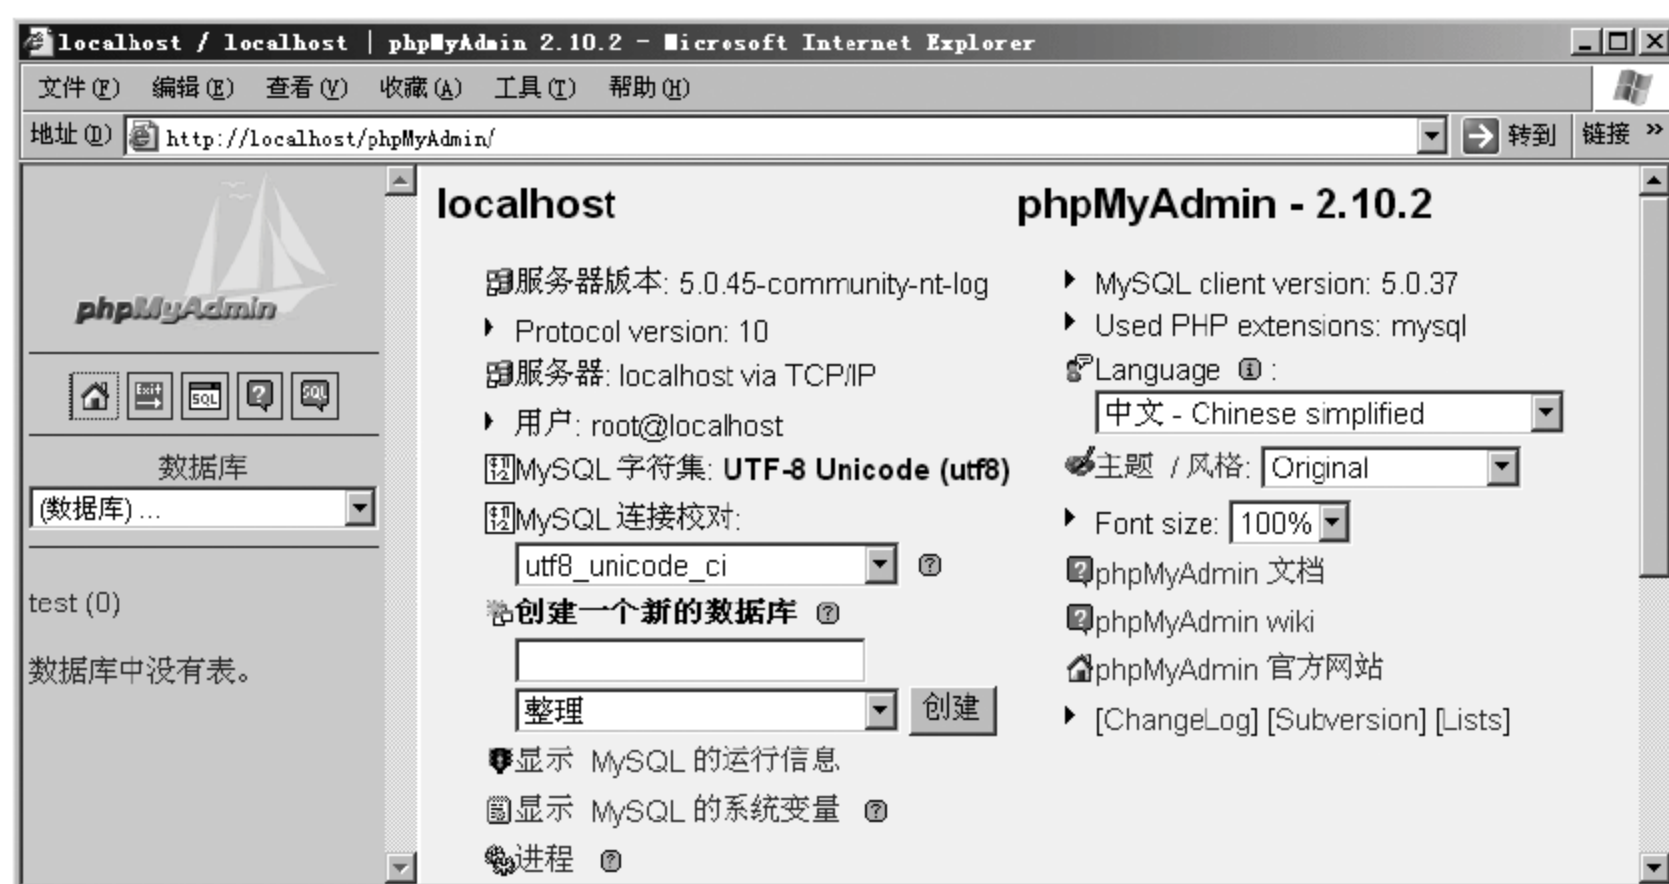 localhost / localhost | phpMyAdmin 2.10.2 - Microsoft Internet Explorer
文件(F) 编辑(E) 查看(V) 收藏(A) 工具(T) 帮助(H)
地址(D) http://localhost/phpMyAdmin/ 转到 链接 »
phpMyAdmin
Exit SQL ? SQL
数据库
(数据库) ...
test (0)
数据库中没有表。
localhost
服务器版本: 5.0.45-community-nt-log
Protocol version: 10
服务器: localhost via TCP/IP
用户: root@localhost
MySQL 字符集: UTF-8 Unicode (utf8)
MySQL 连接校对:
utf8_unicode_ci ?
创建一个新的数据库 ?
整理 创建
显示 MySQL 的运行信息
显示 MySQL 的系统变量 ?
进程 ?
phpMyAdmin - 2.10.2
MySQL client version: 5.0.37
Used PHP extensions: mysql
Language i :
中文 - Chinese simplified
主题 / 风格: Original
Font size: 100%
phpMyAdmin 文档
phpMyAdmin wiki
phpMyAdmin 官方网站
[ChangeLog] [Subversion] [Lists]